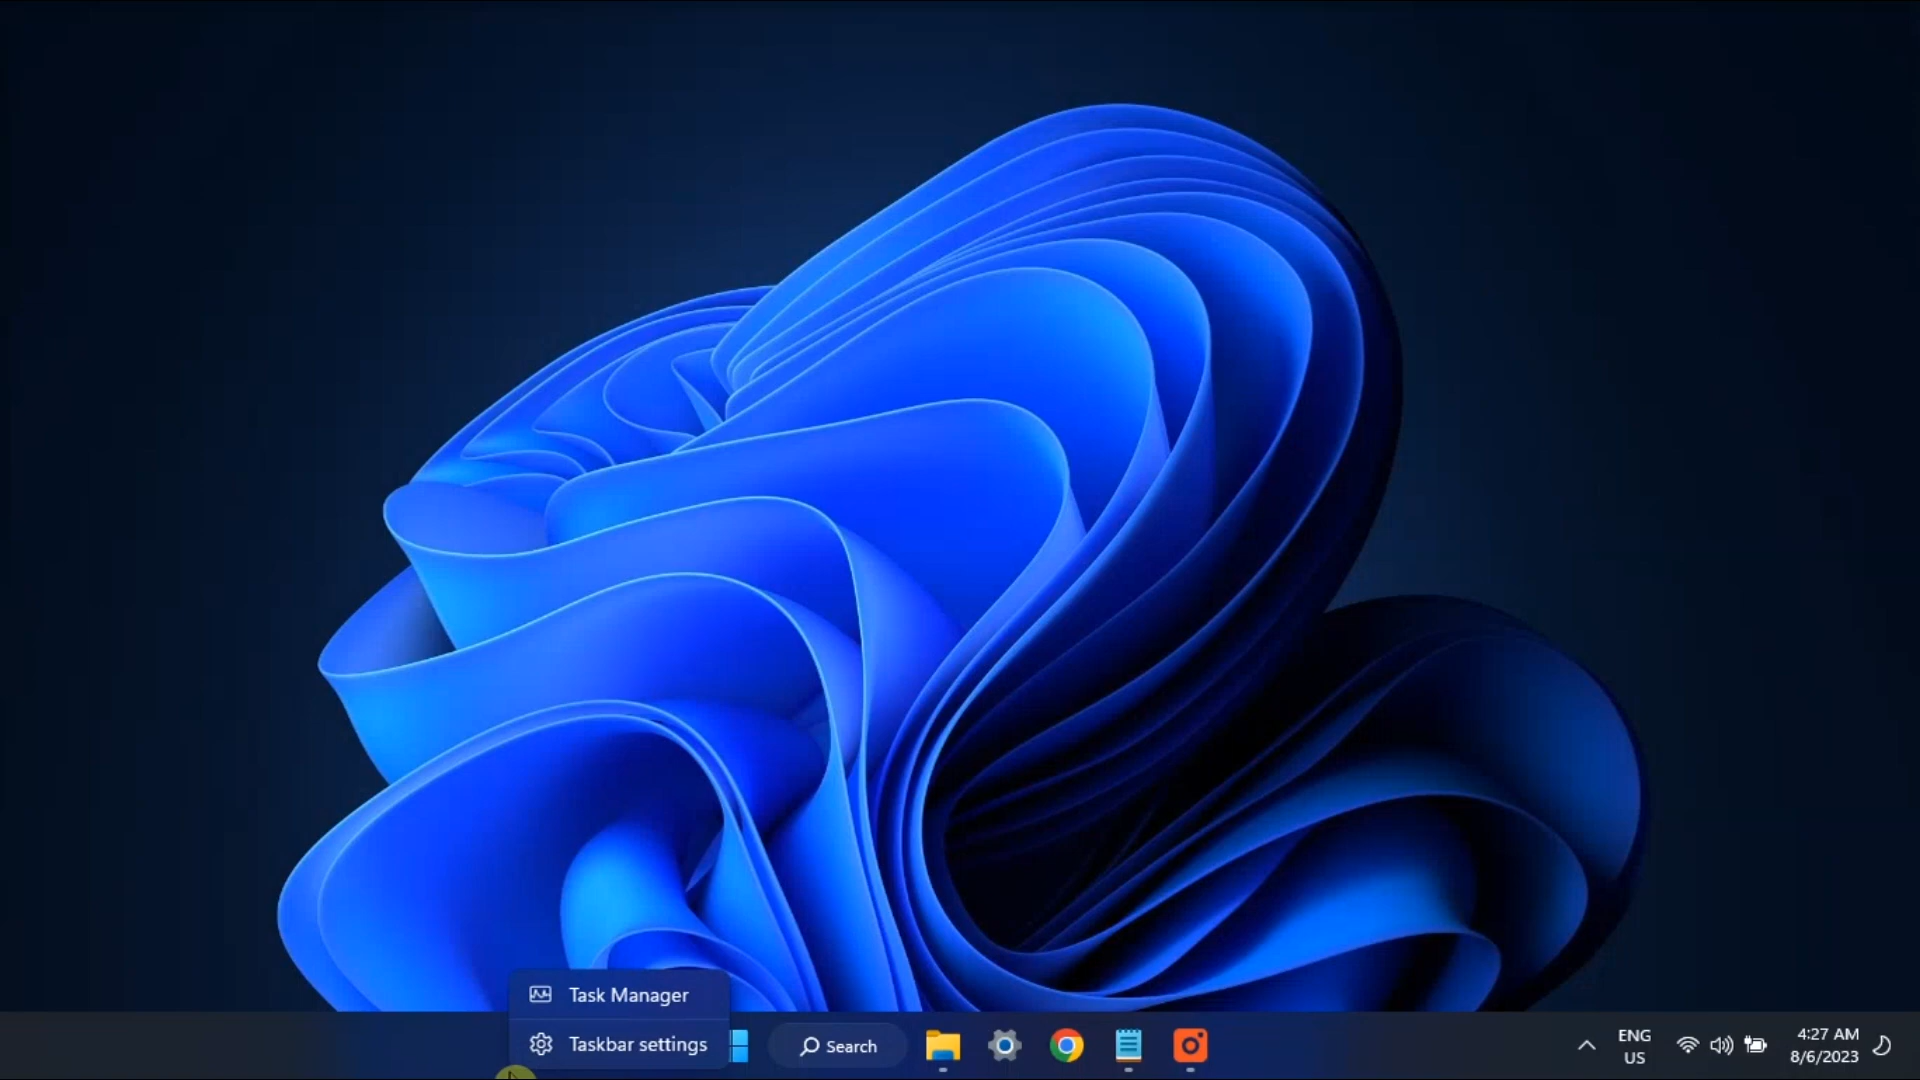 Task Manager
Taskbar settings
Search
ENG
US
4:27 AM
8/6/2023